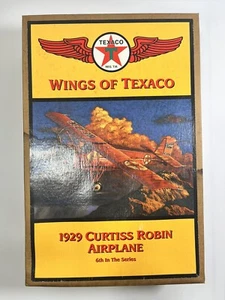 TEXACO
WINGS OF TEXACO
1929 CURTISS ROBIN
AIRPLANE
6th In The Series